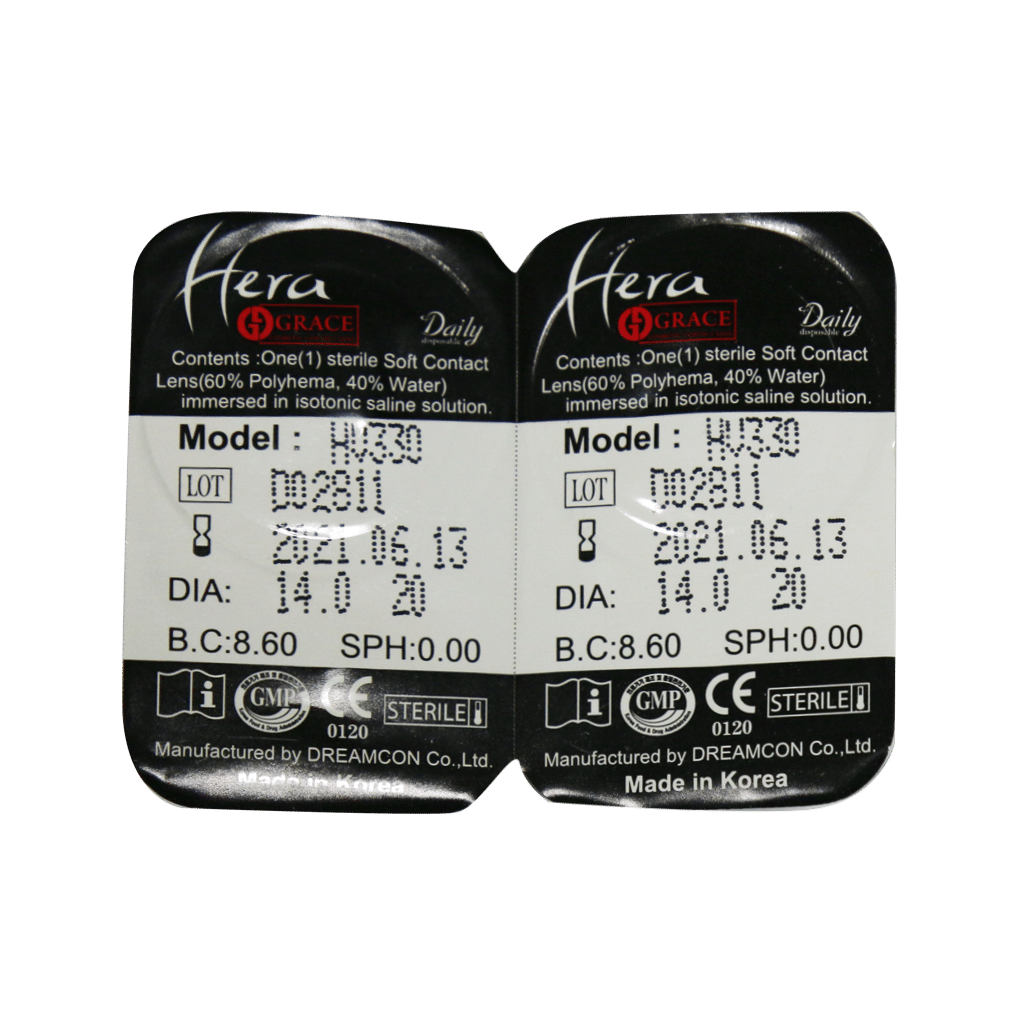 Hera
GRACE
Daily
disposable
Contents :One(1) sterile Soft Contact
Lens(60% Polyhema, 40% Water)
immersed in isotonic saline solution.
Model : HV330
LOT D02811
2021.06.13
DIA: 14.0 20
B.C:8.60 SPH:0.00
GMP
CE
0120
STERILE
Manufactured by DREAMCON Co.,Ltd.
Made in Korea
Hera
GRACE
Daily
disposable
Contents :One(1) sterile Soft Contact
Lens(60% Polyhema, 40% Water)
immersed in isotonic saline solution.
Model : HV330
LOT D02811
2021.06.13
DIA: 14.0 20
B.C:8.60 SPH:0.00
GMP
CE
0120
STERILE
Manufactured by DREAMCON Co.,Ltd.
Made in Korea